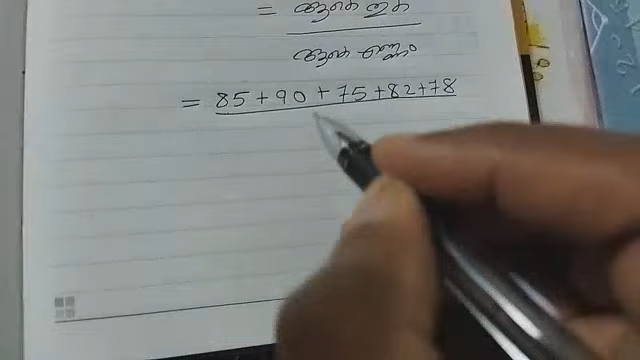 = ആകെ തുക
ആകെ എണ്ണം
= 85 + 90 + 75 + 82 + 78